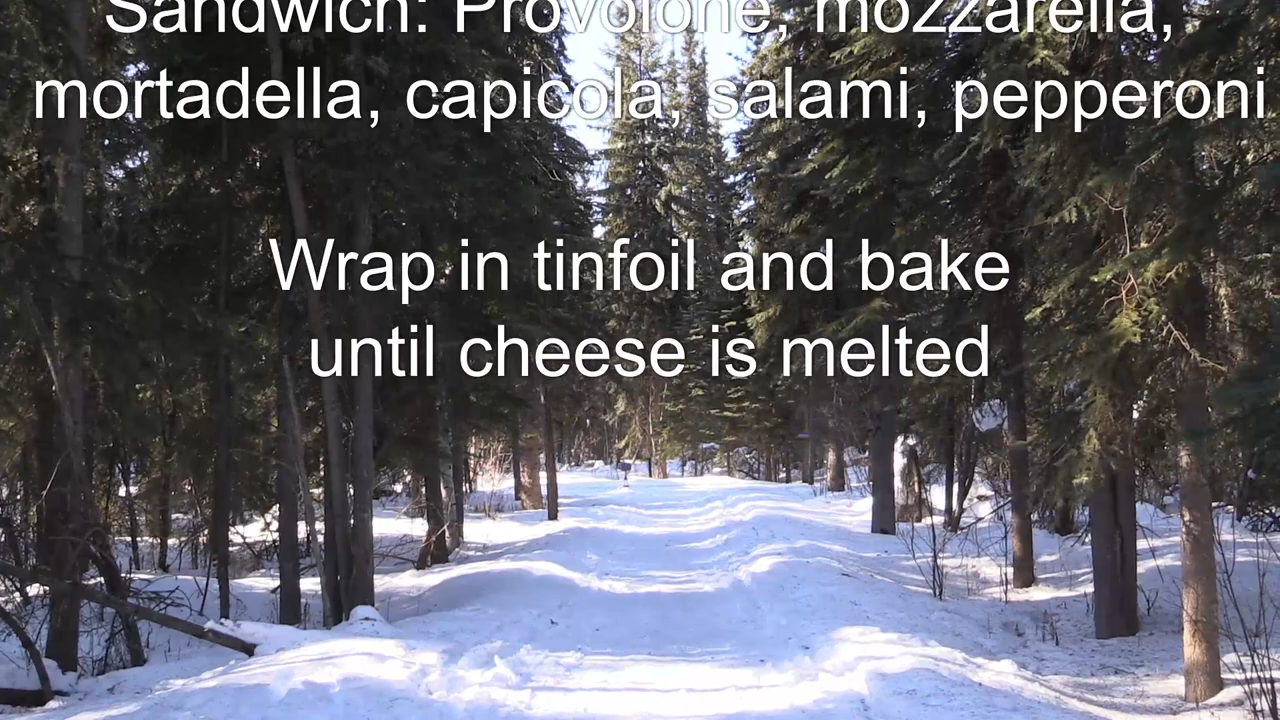 Sandwich: Provolone, mozzarella,
mortadella, capicola, salami, pepperoni
Wrap in tinfoil and bake
until cheese is melted